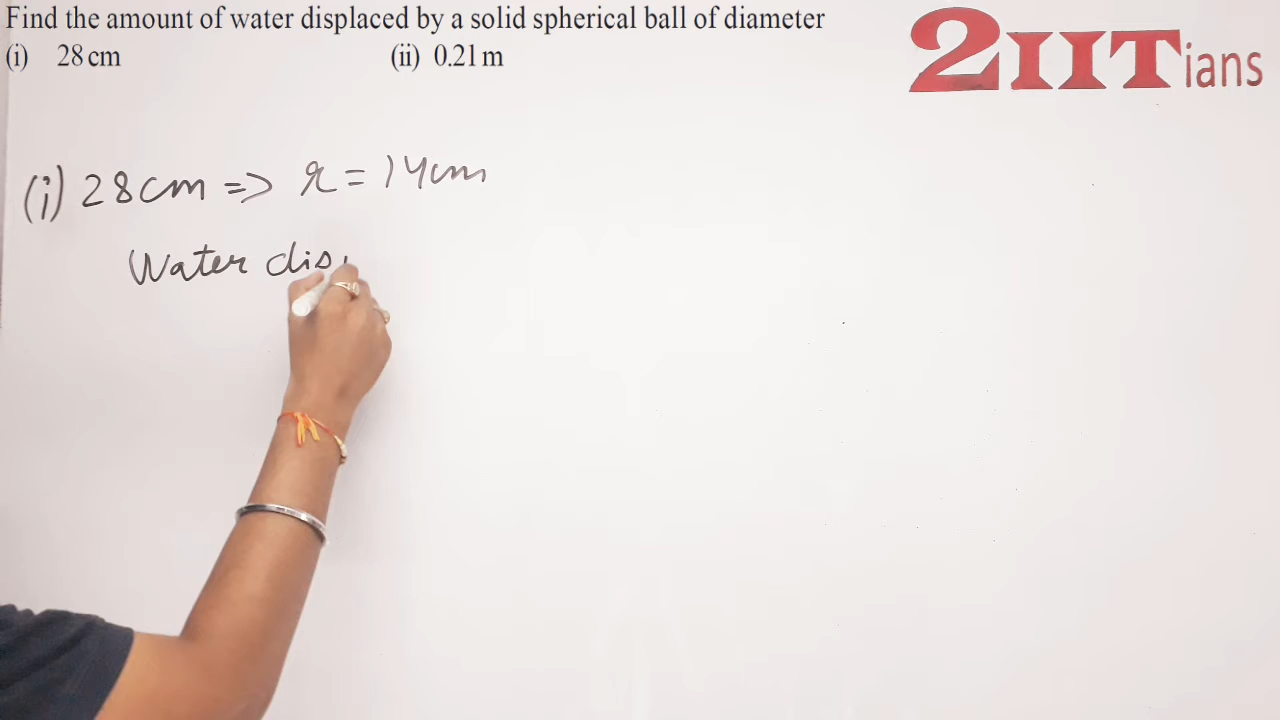 Find the amount of water displaced by a solid spherical ball of diameter
(i) 28 cm (ii) 0.21 m
2IITians
(i) 28cm => r = 14cm
Water disp